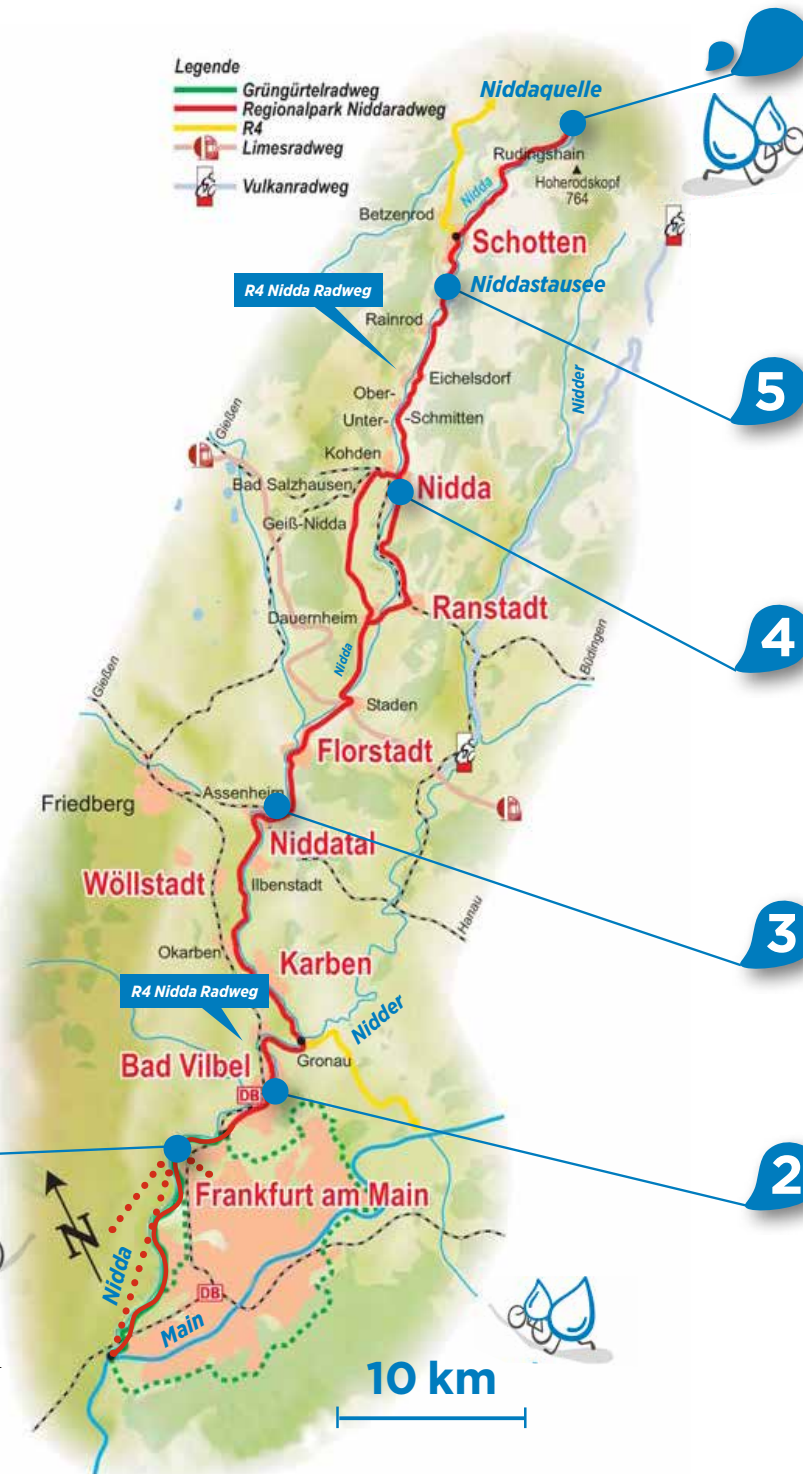 Legende
Grüngürtelradweg
Regionalpark Niddaradweg
R4
Limesradweg
Vulkanradweg
Niddaquelle
Rudingshain
Hoherodskopf
764
Nidda
Betzenrod
Schotten
R4 Nidda Radweg
Niddastausee
Rainrod
5
Eichelsdorf
Ober-
Unter- -Schmitten
Nidder
Gießen
Kohden
Bad Salzhausen
Nidda
Geiß-Nidda
Ranstadt
Dauernheim
4
Nidda
Büdingen
Gießen
Staden
Florstadt
Assenheim
Friedberg
Niddatal
Wöllstadt
Ilbenstadt
Hanau
3
Okarben
Karben
R4 Nidda Radweg
Nidder
Gronau
Bad Vilbel
DB
2
Frankfurt am Main
N
Nidda
DB
Main
10 km